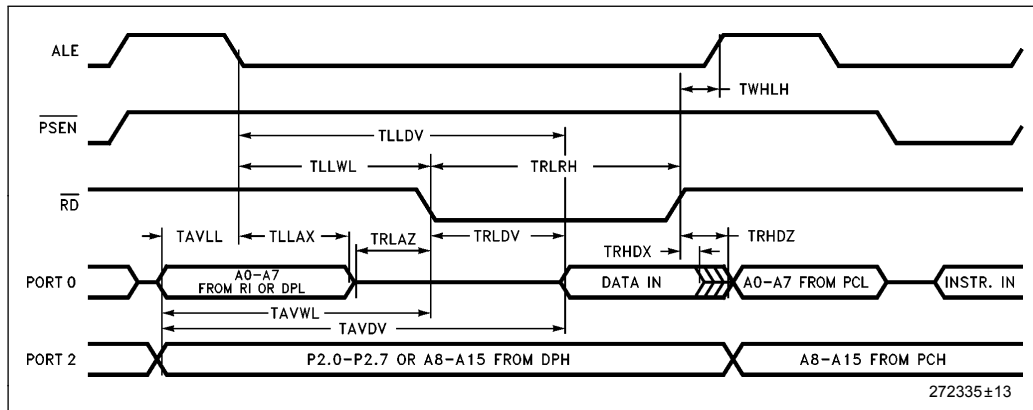 ALE
TWHLH
PSEN
TLLDV
TLLWL
TRLRH
RD
TAVLL
TLLAX
TRLAZ
TRLDV
TRHDX
TRHDZ
PORT 0
A0–A7
FROM RI OR DPL
DATA IN
A0–A7 FROM PCL
INSTR. IN
TAVWL
TAVDV
PORT 2
P2.0–P2.7 OR A8–A15 FROM DPH
A8–A15 FROM PCH
272335±13